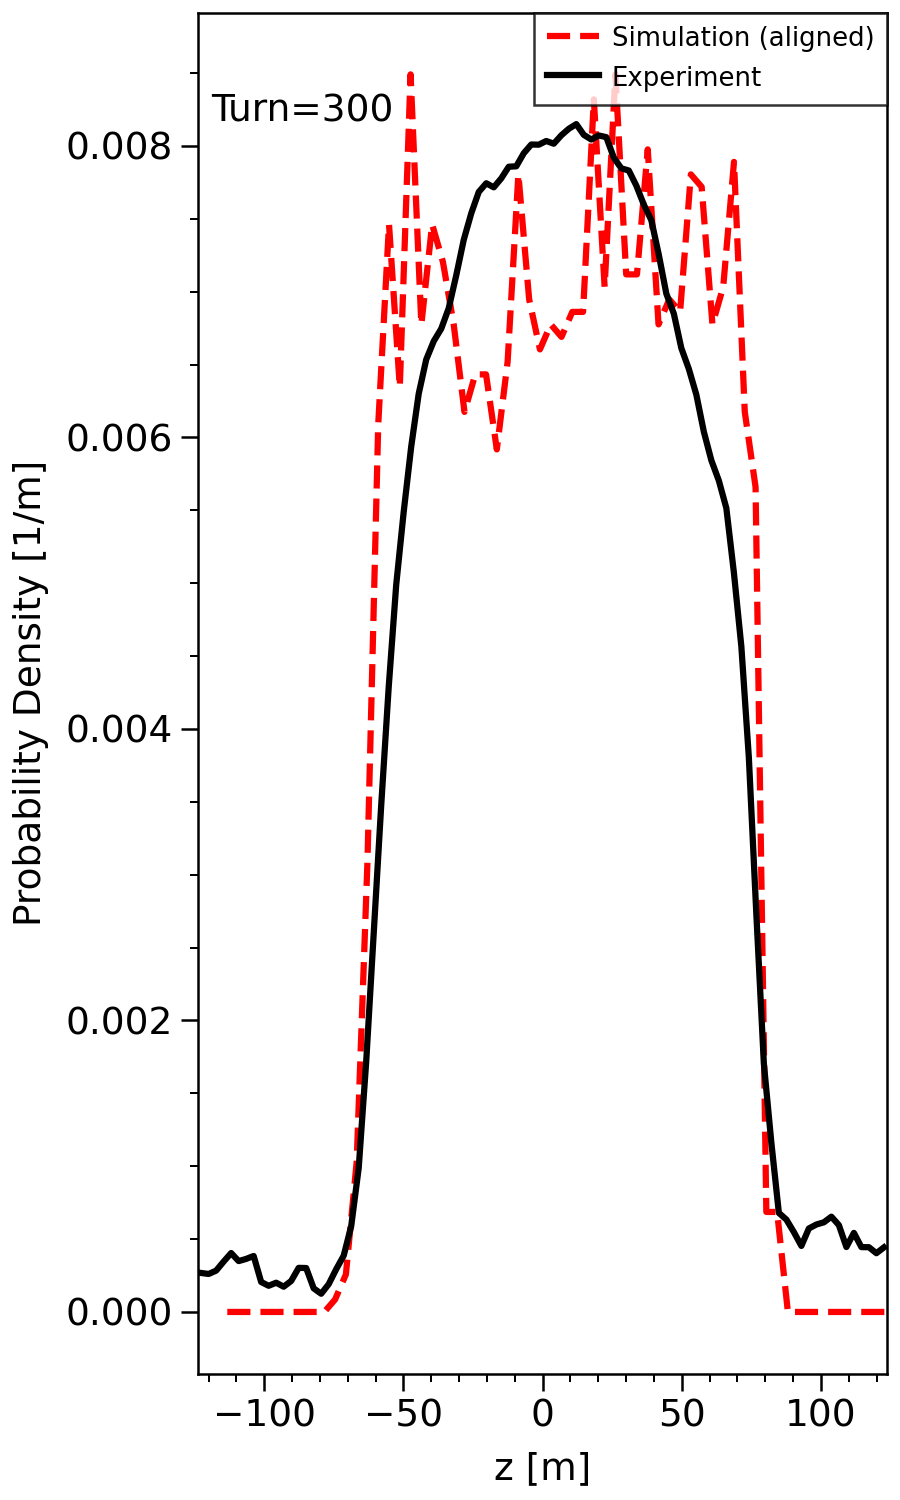 Simulation (aligned)
Experiment
Turn=300
0.008
0.006
0.004
0.002
0.000
Probability Density [1/m]
−100 −50 0 50 100
z [m]